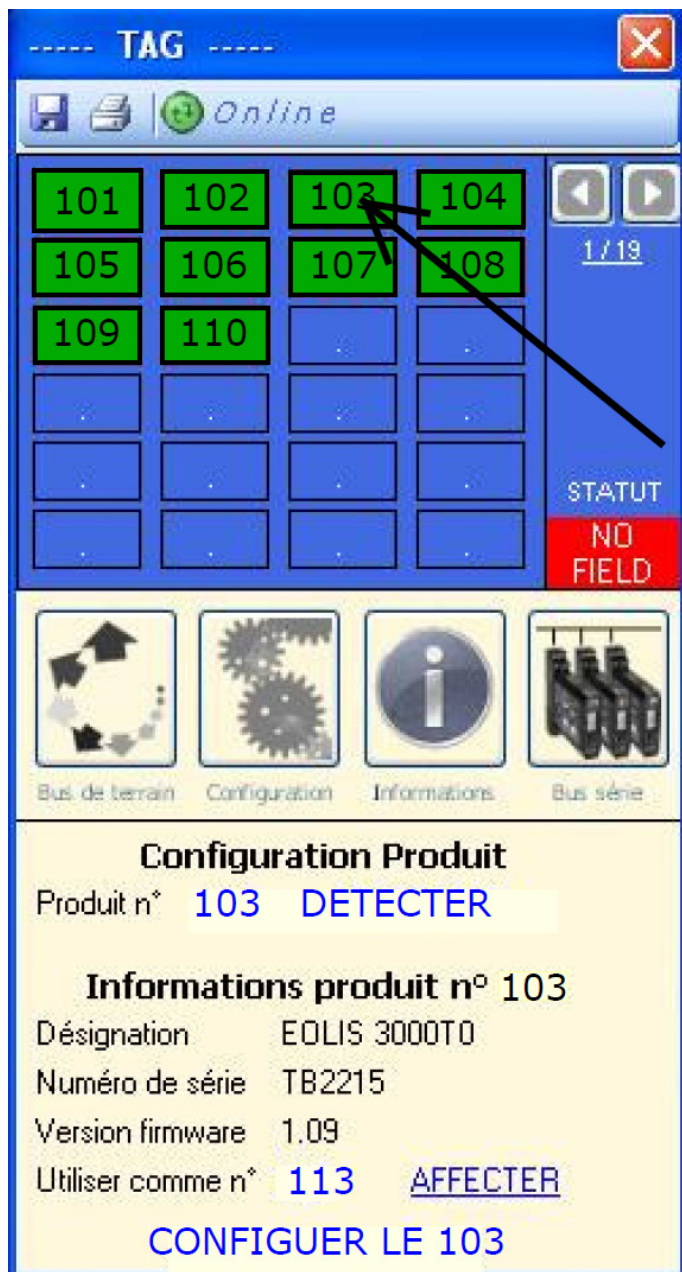 ----- TAG -----
Online
101 102 103 104
105 106 107 108
1/19
109 110 . .
. . . .
. . . .
STATUT
. . . .
NO
FIELD
Bus de terrain Configuration Informations Bus série
Configuration Produit
Produit n° 103 DETECTER
Informations produit n° 103
Désignation EOLIS 3000T0
Numéro de série TB2215
Version firmware 1.09
Utiliser comme n° 113 AFFECTER
CONFIGUER LE 103